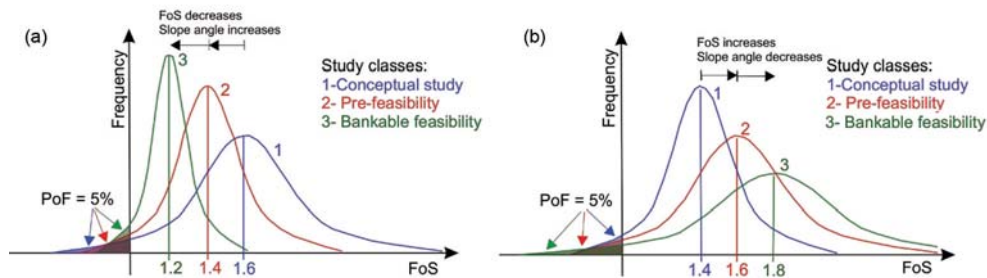 (a)
FoS decreases
Slope angle increases
Frequency
3
2
1
Study classes:
1-Conceptual study
2- Pre-feasibility
3- Bankable feasibility
PoF = 5%
1.2
1.4
1.6
FoS
(b)
FoS increases
Slope angle decreases
Frequency
1
2
3
Study classes:
1-Conceptual study
2- Pre-feasibility
3- Bankable feasibility
PoF = 5%
1.4
1.6
1.8
FoS